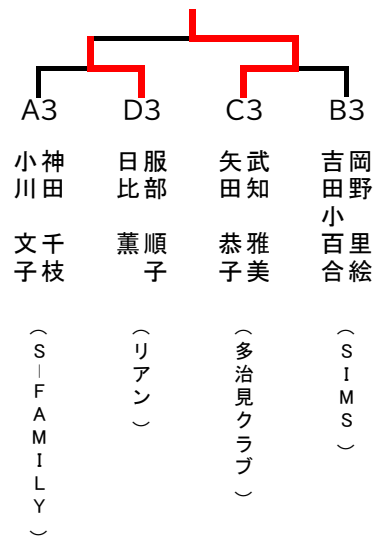 A3
D3
C3
B3
神田 千枝
小川 文子
服部 順子
日比 薫
武知 雅美
矢田 恭子
岡野 里絵
吉田小百合
（S－FAMILY）
（リアン）
（多治見クラブ）
（SIMS）